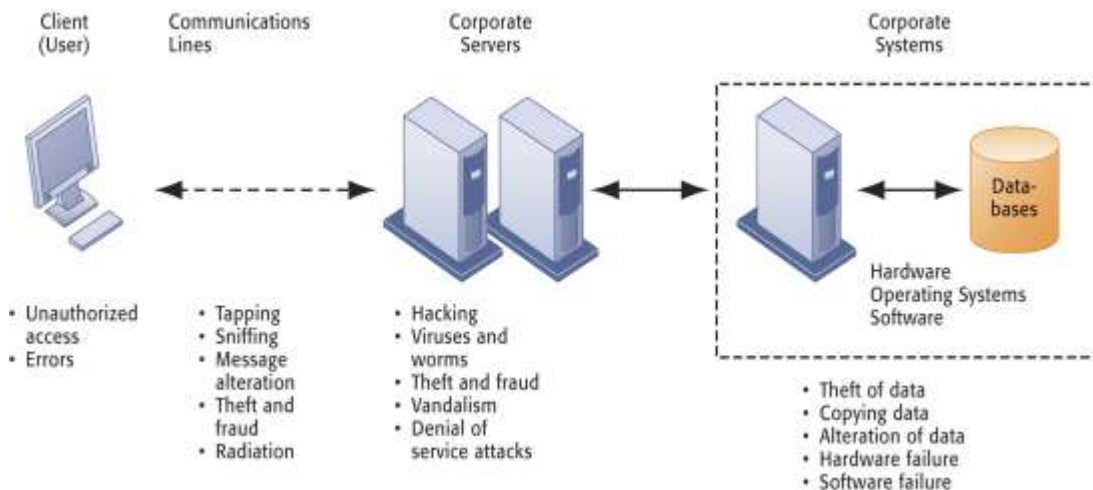 Client
(User)
Communications
Lines
Corporate
Servers
Corporate
Systems
Data-
bases
Hardware
Operating Systems
Software
• Unauthorized
access
• Errors
• Tapping
• Sniffing
• Message
alteration
• Theft and
fraud
• Radiation
• Hacking
• Viruses and
worms
• Theft and fraud
• Vandalism
• Denial of
service attacks
• Theft of data
• Copying data
• Alteration of data
• Hardware failure
• Software failure